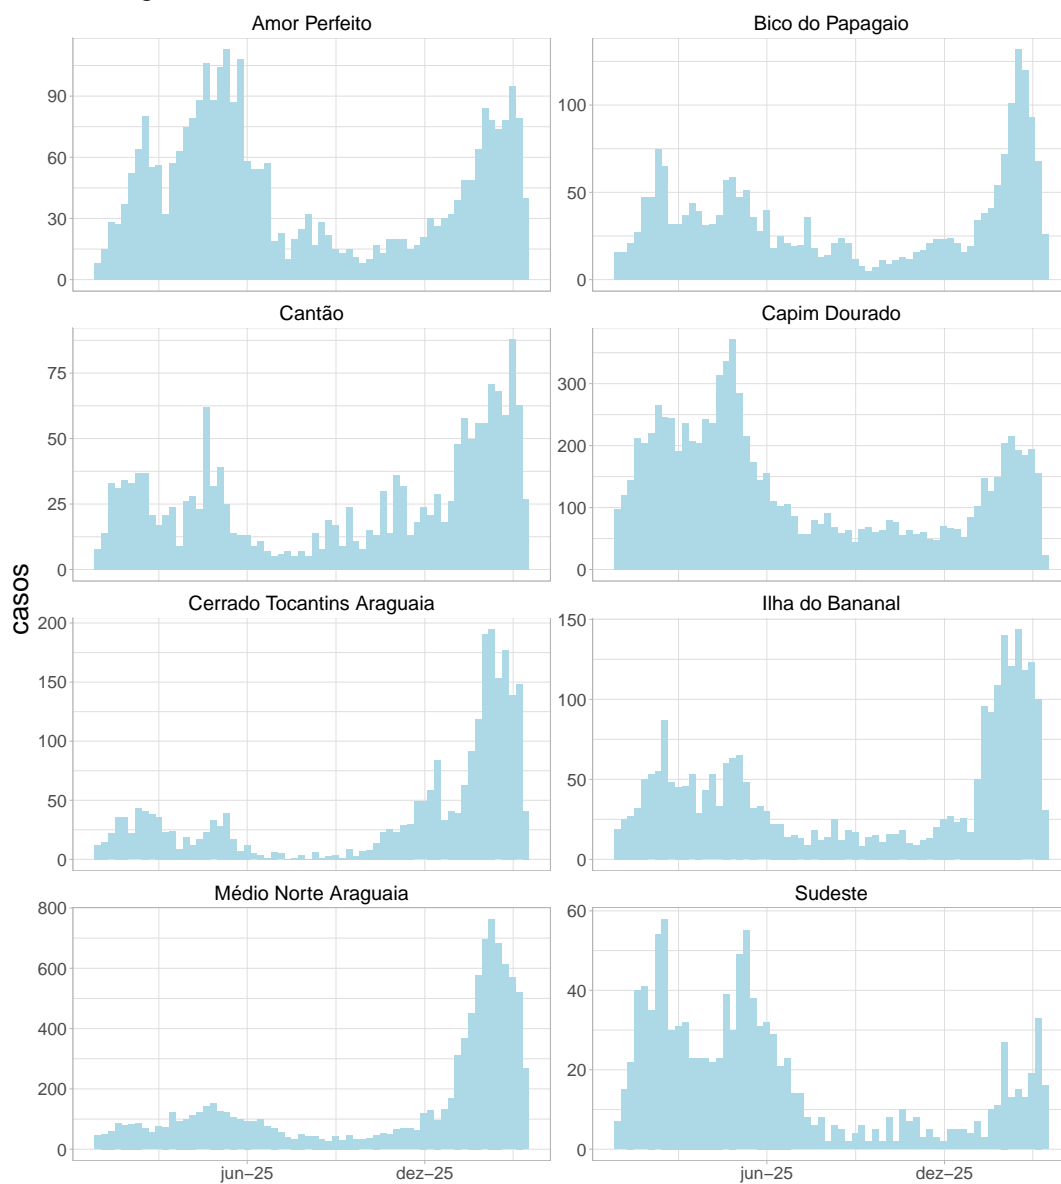 Amor Perfeito
Bico do Papagaio
90
60
30
0
100
50
0
Cantão
Capim Dourado
75
50
25
0
300
200
100
0
casos
Cerrado Tocantins Araguaia
Ilha do Bananal
200
150
100
50
0
150
100
50
0
Médio Norte Araguaia
Sudeste
800
600
400
200
0
60
40
20
0
jun−25
dez−25
jun−25
dez−25